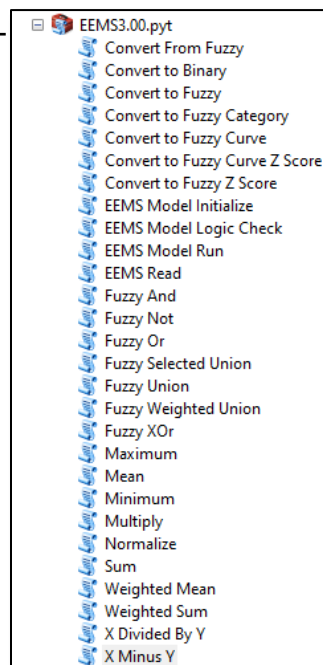 EEMS3.00.pyt
Convert From Fuzzy
Convert to Binary
Convert to Fuzzy
Convert to Fuzzy Category
Convert to Fuzzy Curve
Convert to Fuzzy Curve Z Score
Convert to Fuzzy Z Score
EEMS Model Initialize
EEMS Model Logic Check
EEMS Model Run
EEMS Read
Fuzzy And
Fuzzy Not
Fuzzy Or
Fuzzy Selected Union
Fuzzy Union
Fuzzy Weighted Union
Fuzzy XOr
Maximum
Mean
Minimum
Multiply
Normalize
Sum
Weighted Mean
Weighted Sum
X Divided By Y
X Minus Y